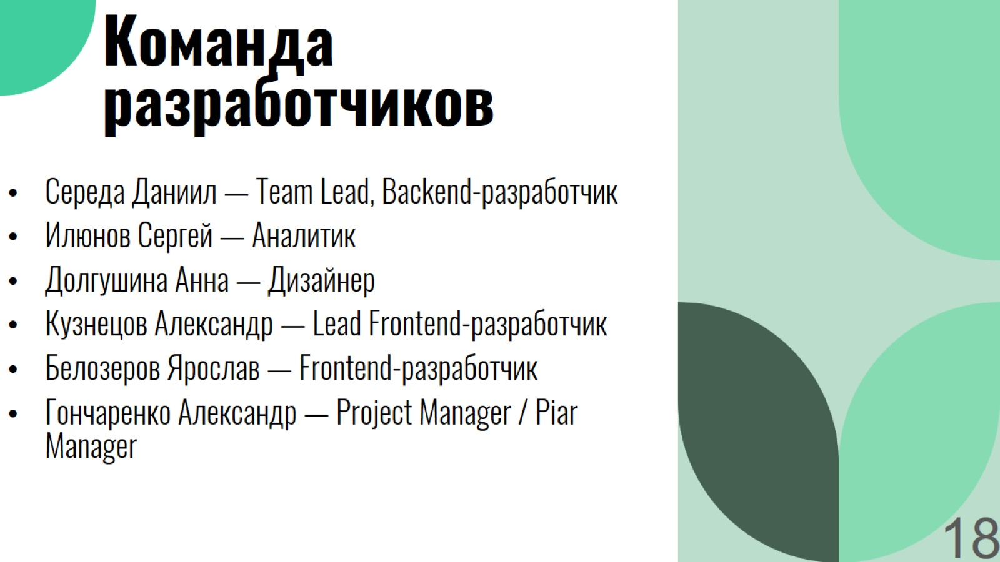 Команда
разработчиков
• Середа Даниил — Team Lead, Backend-разработчик
• Илюнов Сергей — Аналитик
• Долгушина Анна — Дизайнер
• Кузнецов Александр — Lead Frontend-разработчик
• Белозеров Ярослав — Frontend-разработчик
• Гончаренко Александр — Project Manager / Piar
Manager
18